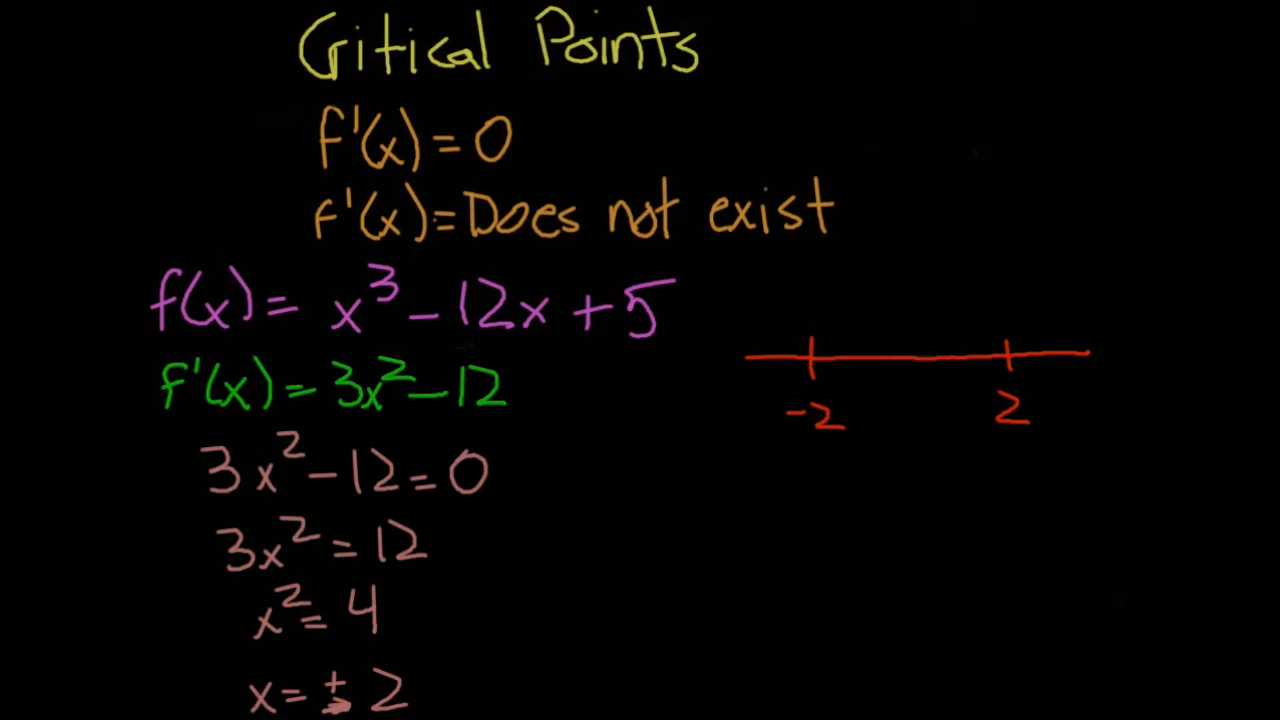 Critical Points
f'(x) = 0
f'(x) = Does not exist
f(x) = x³ - 12x + 5
f'(x) = 3x² - 12
-2 2
3x² - 12 = 0
3x² = 12
x² = 4
x = ± 2